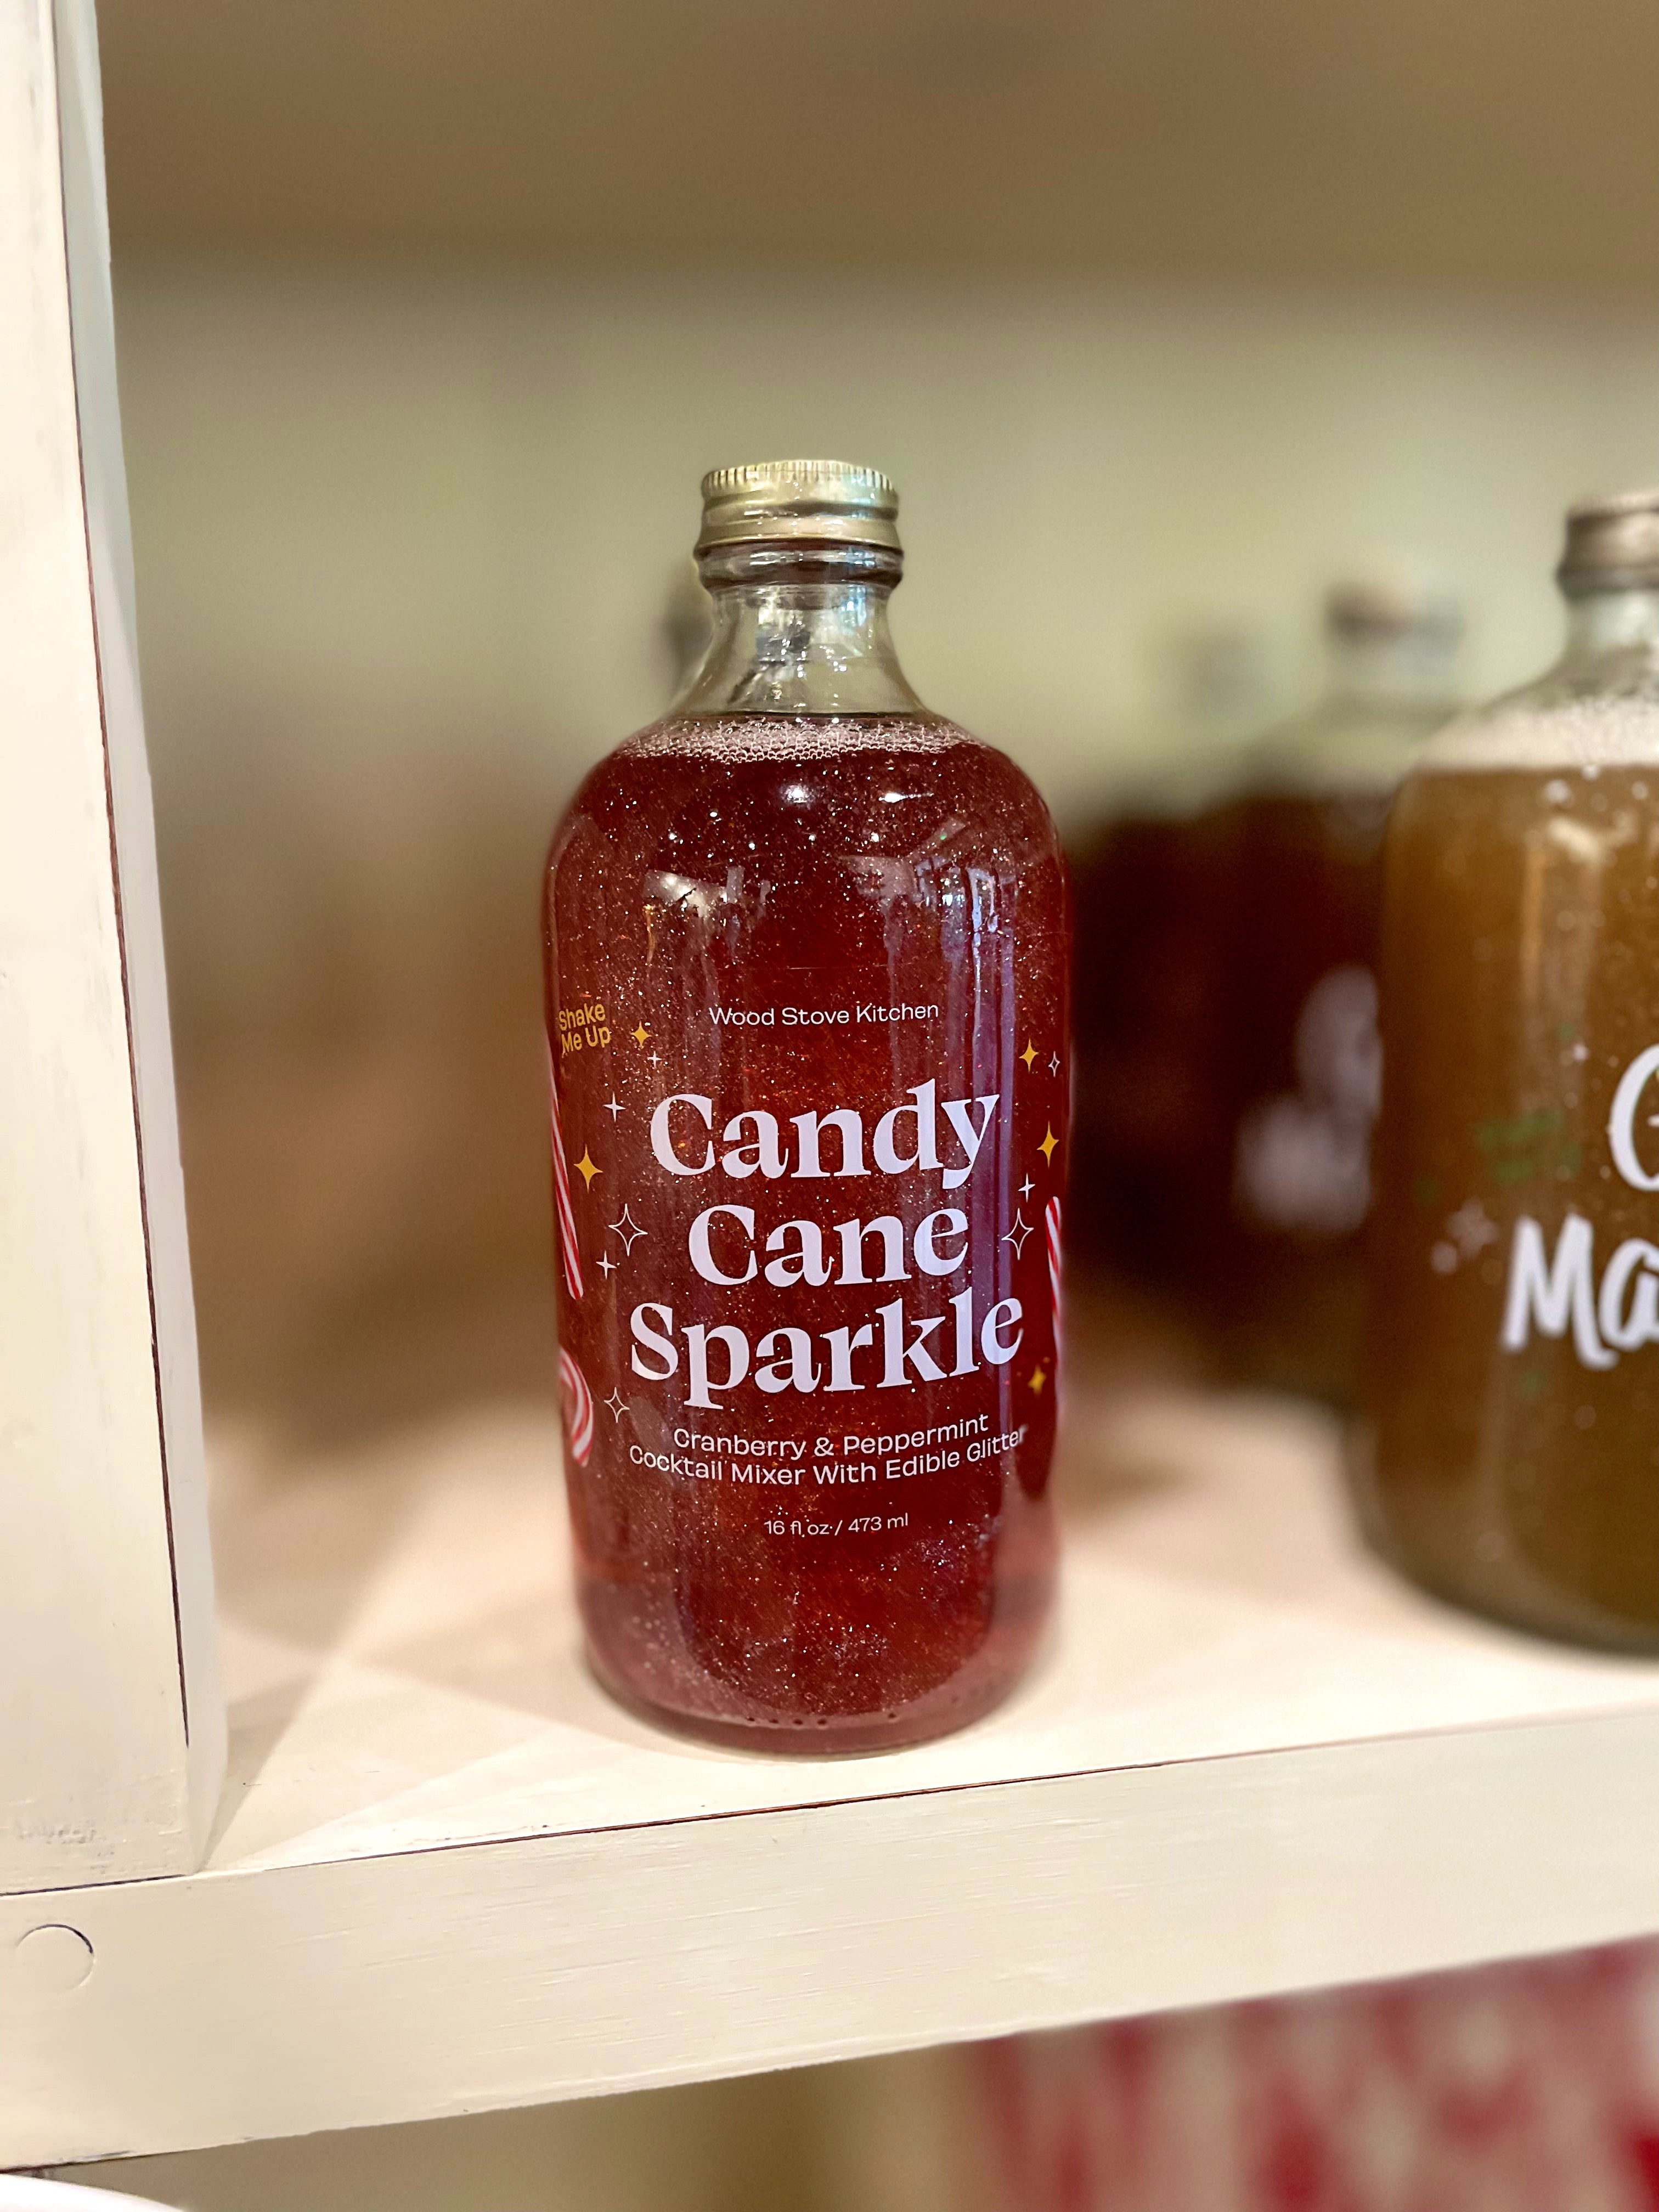 Shake
Me Up
Wood Stove Kitchen
Candy
Cane
Sparkle
Cranberry & Peppermint
Cocktail Mixer With Edible Glitter
16 fl oz / 473 ml